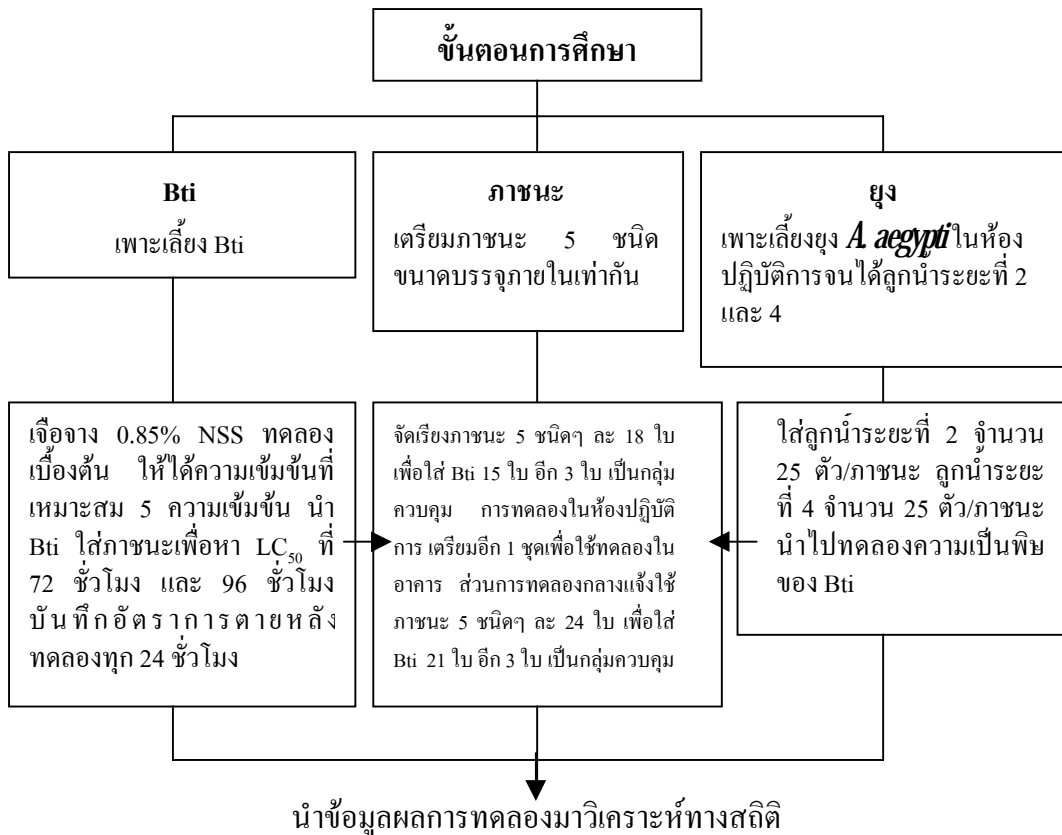 ขั้นตอนการศึกษา
Bti
เพาะเลี้ยง Bti
ภาชนะ
เตรียมภาชนะ 5 ชนิด
ขนาดบรรจุภายในเท่ากัน
ยุง
เพาะเลี้ยงยุง A. aegypti ในห้อง
ปฏิบัติการจนได้ลูกน้ำระยะที่ 2
และ 4
เจือจาง 0.85% NSS ทดลอง
เบื้องต้น ให้ได้ความเข้มข้นที่
เหมาะสม 5 ความเข้มข้น นำ
Bti ใส่ภาชนะเพื่อหา LC50 ที่
72 ชั่วโมง และ 96 ชั่วโมง
บันทึกอัตราการตายหลัง
ทดลองทุก 24 ชั่วโมง
จัดเรียงภาชนะ 5 ชนิดๆ ละ 18 ใบ
เพื่อใส่ Bti 15 ใบ อีก 3 ใบ เป็นกลุ่ม
ควบคุม การทดลองในห้องปฏิบัติ
การ เตรียมอีก 1 ชุดเพื่อใช้ทดลองใน
อาคาร ส่วนการทดลองกลางแจ้งใช้
ภาชนะ 5 ชนิดๆ ละ 24 ใบ เพื่อใส่
Bti 21 ใบ อีก 3 ใบ เป็นกลุ่มควบคุม
ใส่ลูกน้ำระยะที่ 2 จำนวน
25 ตัว/ภาชนะ ลูกน้ำระยะ
ที่ 4 จำนวน 25 ตัว/ภาชนะ
นำไปทดลองความเป็นพิษ
ของ Bti
นำข้อมูลผลการทดลองมาวิเคราะห์ทางสถิติ